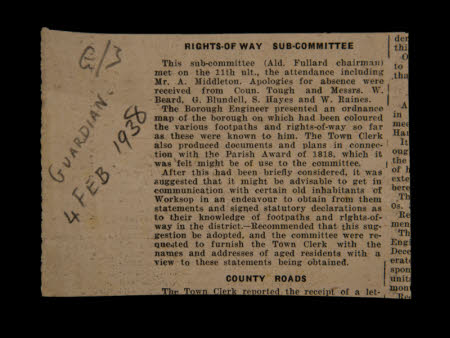 G/3
GUARDIAN.
4 FEB 1938
RIGHTS-OF WAY SUB-COMMITTEE
This sub-committee (Ald. Fullard chairman)
met on the 11th ult., the attendance including
Mr. A. Middleton. Apologies for absence were
received from Coun. Tough and Messrs. W.
Beard, G. Blundell, S. Hayes and W. Raines.
The Borough Engineer presented an ordnance
map of the borough on which had been coloured
the various footpaths and rights-of-way so far
as these were known to him. The Town Clerk
also produced documents and plans in connec-
tion with the Parish Award of 1818, which it
was felt might be of use to the committee.
After this had been briefly considered, it was
suggested that it might be advisable to get in
communication with certain old inhabitants of
Worksop in an endeavour to obtain from them
statements and signed statutory declarations as
to their knowledge of footpaths and rights-of-
way in the district.—Recommended that this sug-
gestion be adopted, and the committee were re-
quested to furnish the Town Clerk with the
names and addresses of aged residents with a
view to these statements being obtained.
COUNTY ROADS
The Town Clerk reported the receipt of a let-